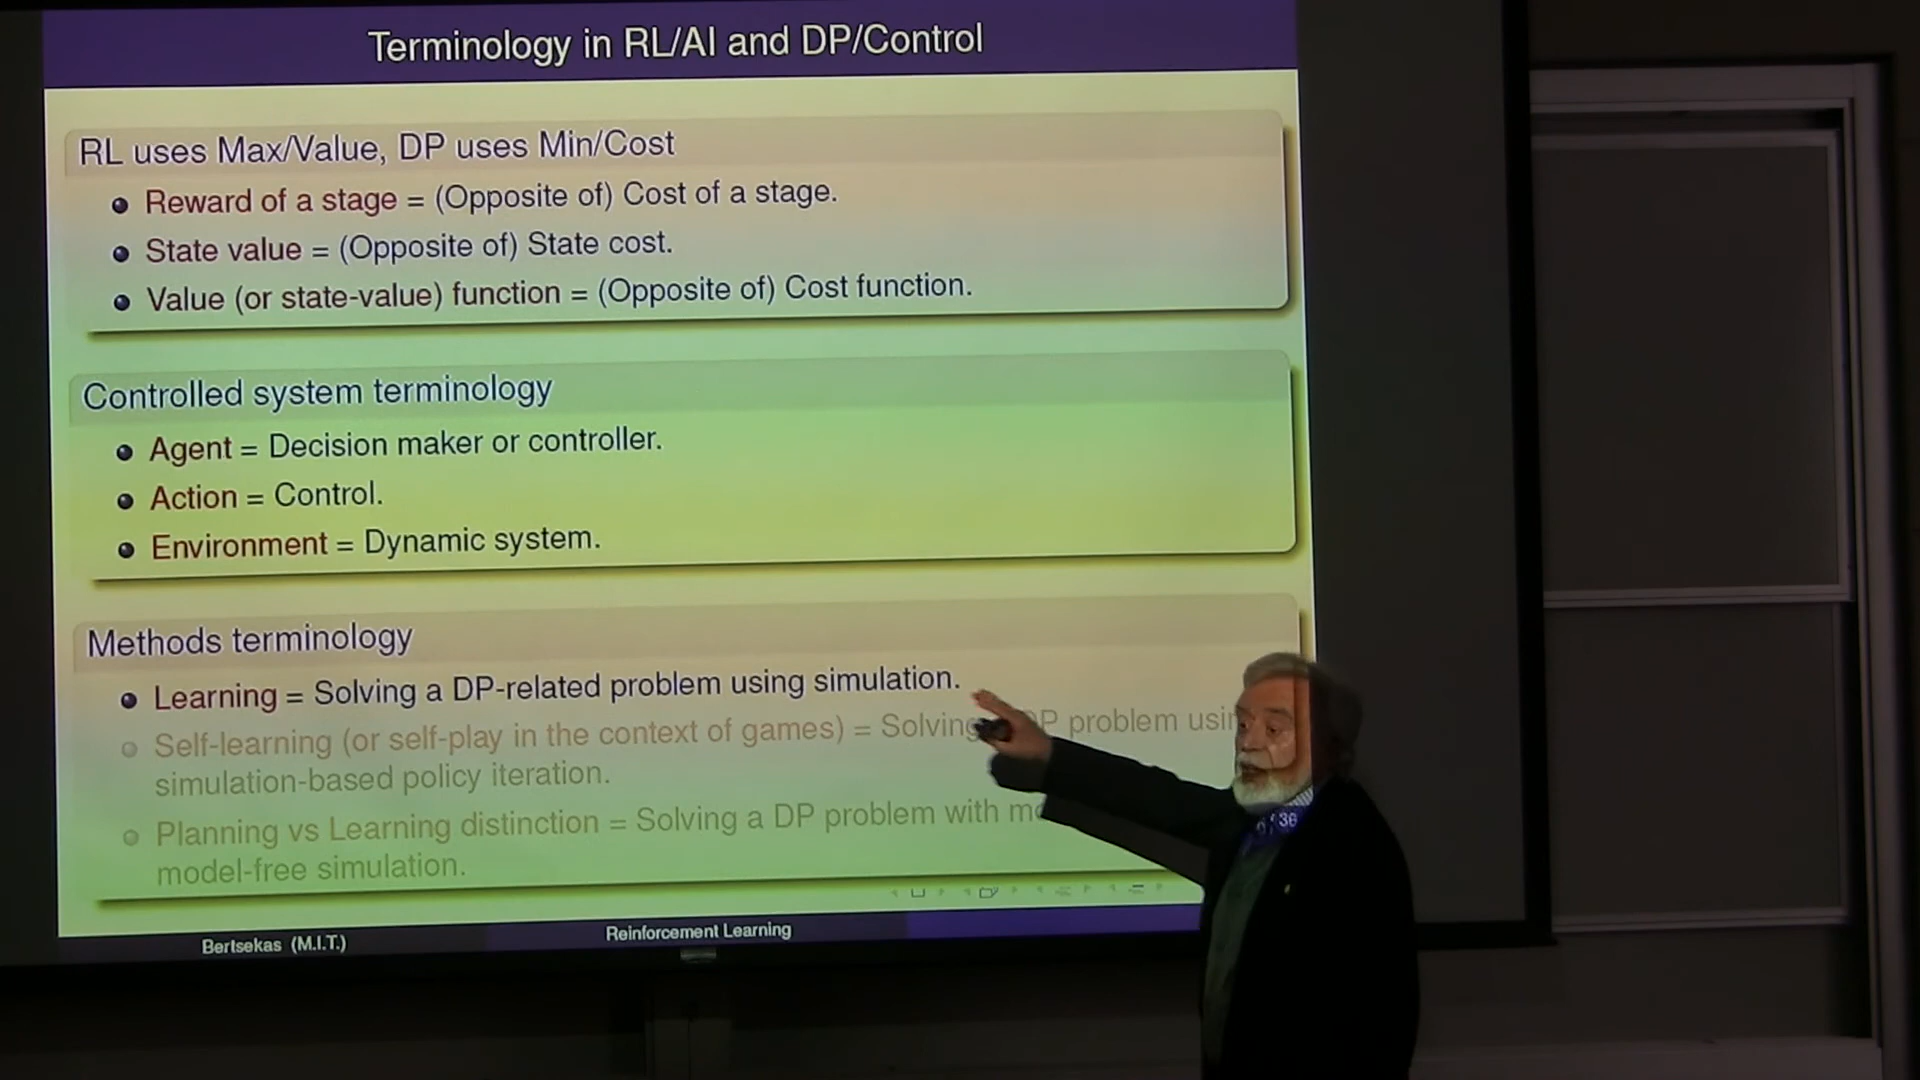 Terminology in RL/AI and DP/Control
RL uses Max/Value, DP uses Min/Cost
Reward of a stage = (Opposite of) Cost of a stage.
State value = (Opposite of) State cost.
Value (or state-value) function = (Opposite of) Cost function.
Controlled system terminology
Agent = Decision maker or controller.
Action = Control.
Environment = Dynamic system.
Methods terminology
Learning = Solving a DP-related problem using simulation.
Self-learning (or self-play in the context of games) = Solving DP problem
simulation-based policy iteration.
Planning vs Learning distinction = Solving a DP problem with
model-free simulation.
Bertsekas (M.I.T.)
Reinforcement Learning
/ 36